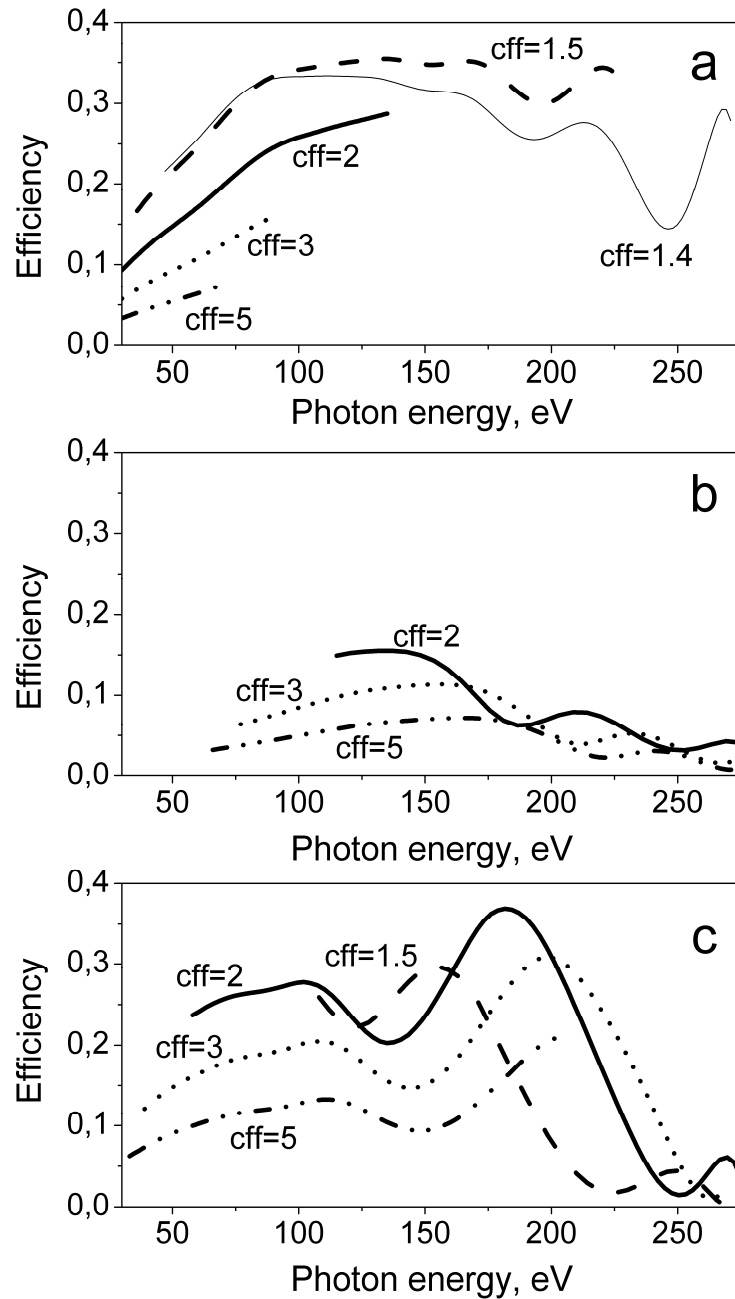 0,4
a
cff=1.5
0,3
cff=2
Efficiency
0,2
cff=3
cff=1.4
0,1
cff=5
0,0
50 100 150 200 250
Photon energy, eV
0,4
b
0,3
Efficiency
0,2
cff=2
cff=3
0,1
cff=5
0,0
50 100 150 200 250
Photon energy, eV
0,4
c
cff=1.5
0,3
cff=2
Efficiency
0,2
cff=3
0,1
cff=5
0,0
50 100 150 200 250
Photon energy, eV